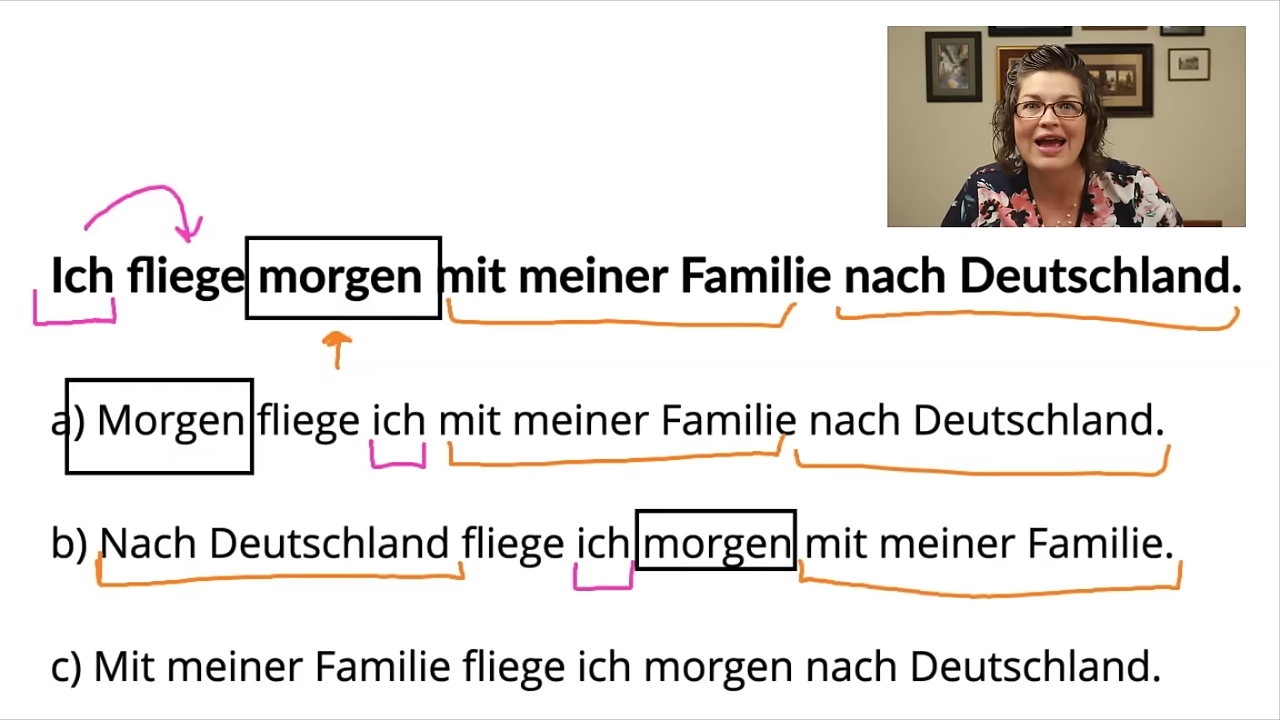 Ich fliege morgen mit meiner Familie nach Deutschland.
a) Morgen fliege ich mit meiner Familie nach Deutschland.
b) Nach Deutschland fliege ich morgen mit meiner Familie.
c) Mit meiner Familie fliege ich morgen nach Deutschland.